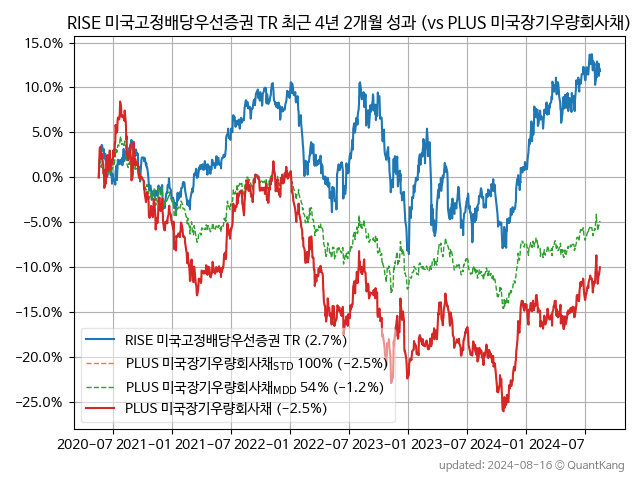 RISE 미국고정배당우선증권 TR 최근 4년 2개월 성과 (vs PLUS 미국장기우량회사채)
15.0%
10.0%
5.0%
0.0%
−5.0%
−10.0%
−15.0%
−20.0%
−25.0%
RISE 미국고정배당우선증권 TR (2.7%)
PLUS 미국장기우량회사채STD 100% (−2.5%)
PLUS 미국장기우량회사채MDD 54% (−1.2%)
PLUS 미국장기우량회사채 (−2.5%)
2020-07 2021-01 2021-07 2022-01 2022-07 2023-01 2023-07 2024-01 2024-07
updated: 2024-08-16 © QuantKang